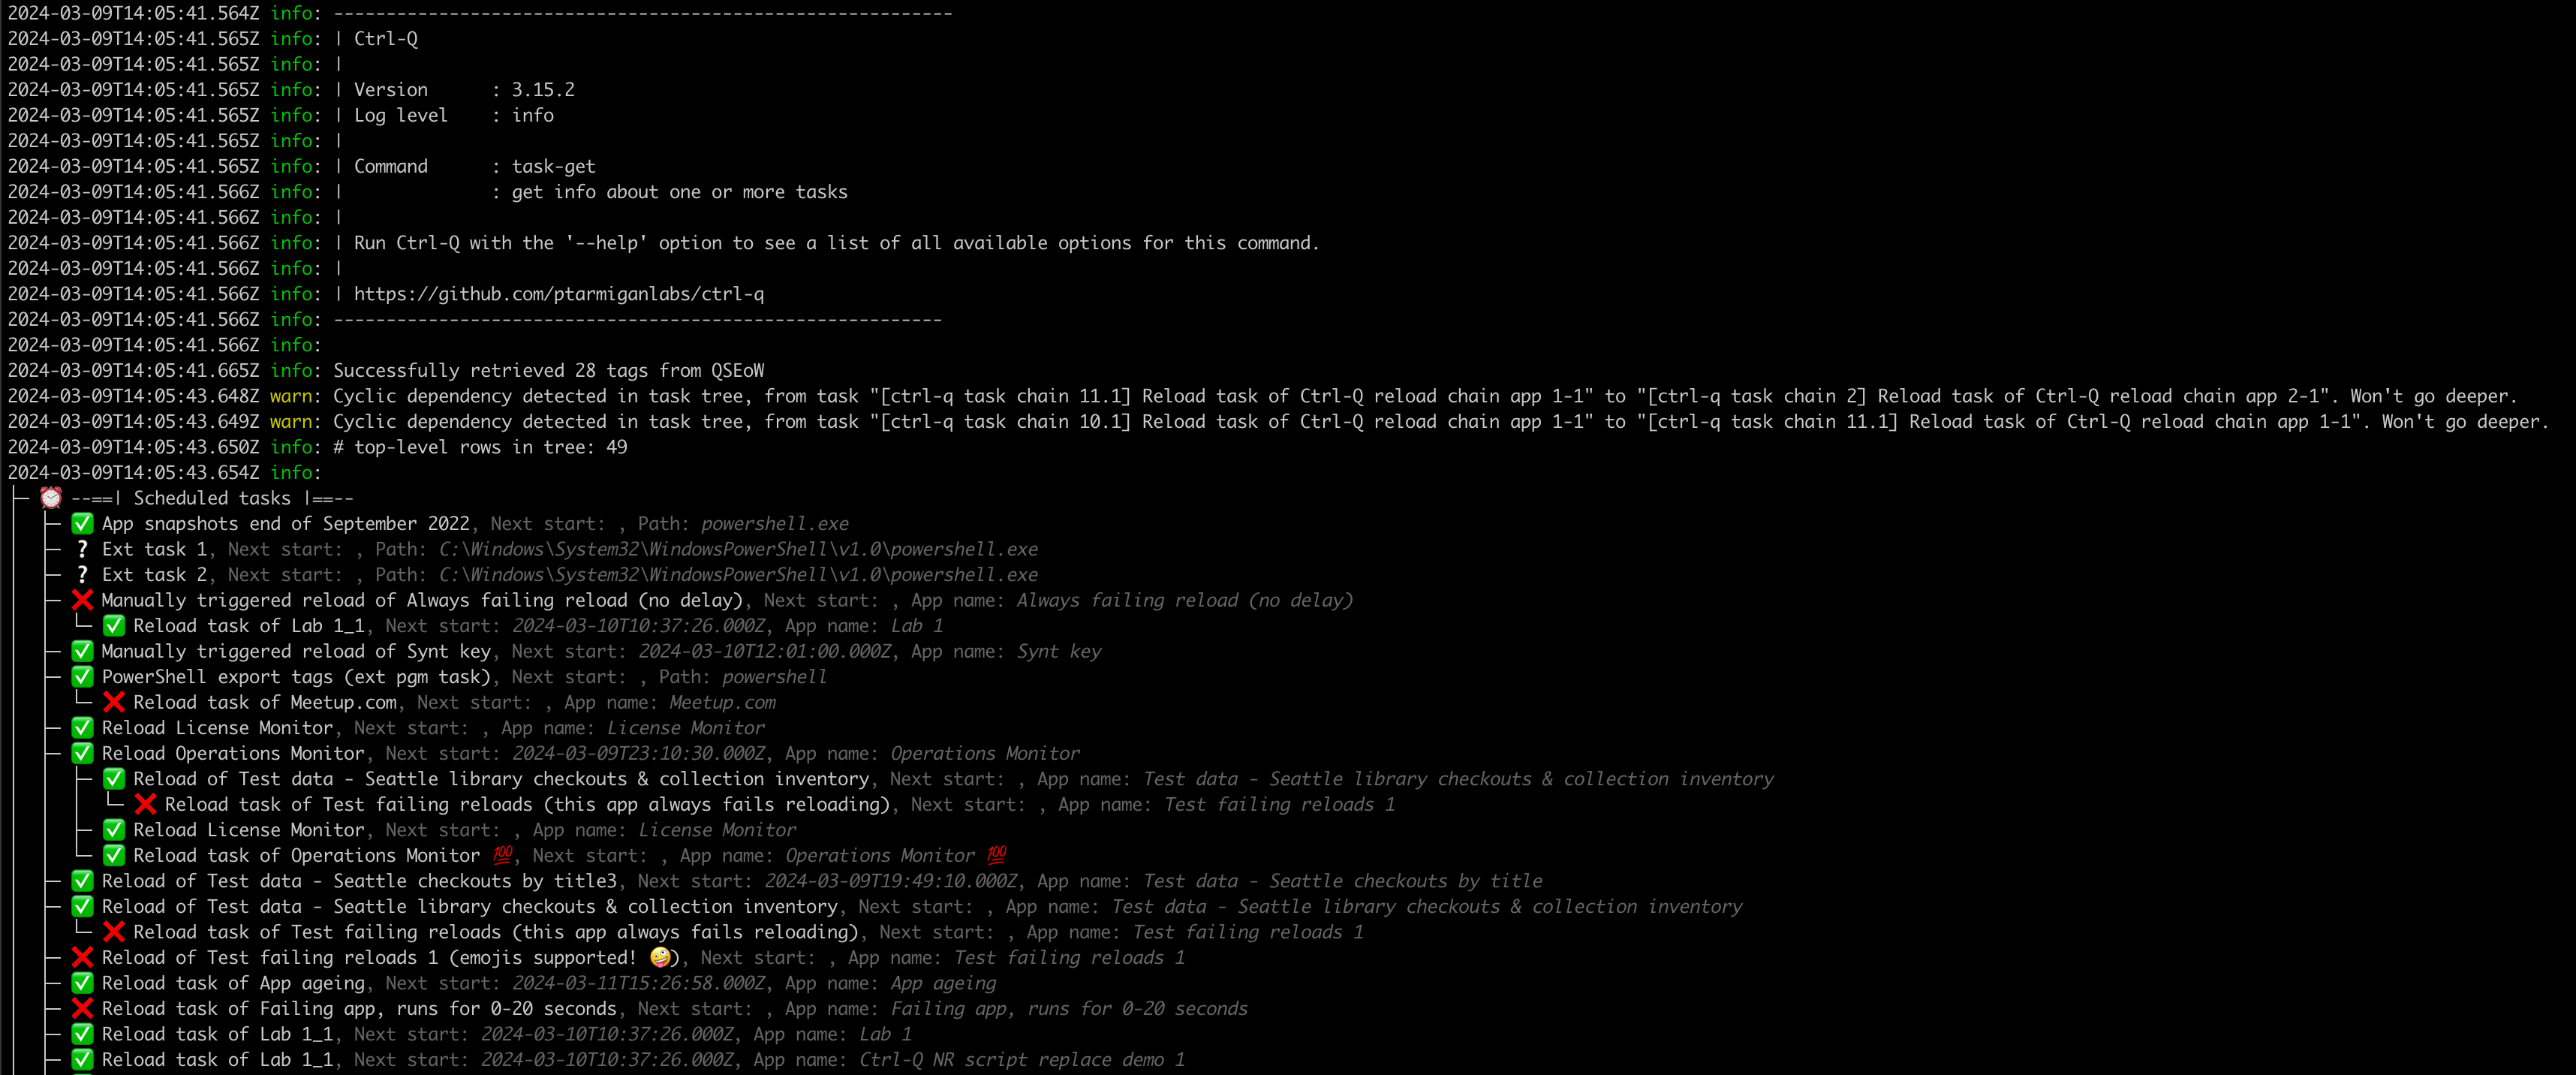 2024-03-09T14:05:41.564Z info: -----------------------------------------------------------
2024-03-09T14:05:41.565Z info: | Ctrl-Q
2024-03-09T14:05:41.565Z info: |
2024-03-09T14:05:41.565Z info: | Version      : 3.15.2
2024-03-09T14:05:41.565Z info: | Log level    : info
2024-03-09T14:05:41.565Z info: |
2024-03-09T14:05:41.565Z info: | Command      : task-get
2024-03-09T14:05:41.566Z info: |              : get info about one or more tasks
2024-03-09T14:05:41.566Z info: |
2024-03-09T14:05:41.566Z info: | Run Ctrl-Q with the '--help' option to see a list of all available options for this command.
2024-03-09T14:05:41.566Z info: |
2024-03-09T14:05:41.566Z info: | https://github.com/ptarmiganlabs/ctrl-q
2024-03-09T14:05:41.566Z info: ----------------------------------------------------------
2024-03-09T14:05:41.566Z info:
2024-03-09T14:05:41.665Z info: Successfully retrieved 28 tags from QSEoW
2024-03-09T14:05:43.648Z warn: Cyclic dependency detected in task tree, from task "[ctrl-q task chain 11.1] Reload task of Ctrl-Q reload chain app 1-1" to "[ctrl-q task chain 2] Reload task of Ctrl-Q reload chain app 2-1". Won't go deeper.
2024-03-09T14:05:43.649Z warn: Cyclic dependency detected in task tree, from task "[ctrl-q task chain 10.1] Reload task of Ctrl-Q reload chain app 1-1" to "[ctrl-q task chain 11.1] Reload task of Ctrl-Q reload chain app 1-1". Won't go deeper.
2024-03-09T14:05:43.650Z info: # top-level rows in tree: 49
2024-03-09T14:05:43.654Z info:
├─ ⏰ --==| Scheduled tasks |==--
│  ├─ ✅ App snapshots end of September 2022, Next start: , Path: powershell.exe
│  ├─ ❔ Ext task 1, Next start: , Path: C:\Windows\System32\WindowsPowerShell\v1.0\powershell.exe
│  ├─ ❔ Ext task 2, Next start: , Path: C:\Windows\System32\WindowsPowerShell\v1.0\powershell.exe
│  ├─ ❌ Manually triggered reload of Always failing reload (no delay), Next start: , App name: Always failing reload (no delay)
│  │  └─ ✅ Reload task of Lab 1_1, Next start: 2024-03-10T10:37:26.000Z, App name: Lab 1
│  ├─ ✅ Manually triggered reload of Synt key, Next start: 2024-03-10T12:01:00.000Z, App name: Synt key
│  ├─ ✅ PowerShell export tags (ext pgm task), Next start: , Path: powershell
│  │  └─ ❌ Reload task of Meetup.com, Next start: , App name: Meetup.com
│  ├─ ✅ Reload License Monitor, Next start: , App name: License Monitor
│  ├─ ✅ Reload Operations Monitor, Next start: 2024-03-09T23:10:30.000Z, App name: Operations Monitor
│  │  ├─ ✅ Reload of Test data - Seattle library checkouts & collection inventory, Next start: , App name: Test data - Seattle library checkouts & collection inventory
│  │  │  └─ ❌ Reload task of Test failing reloads (this app always fails reloading), Next start: , App name: Test failing reloads 1
│  │  ├─ ✅ Reload License Monitor, Next start: , App name: License Monitor
│  │  └─ ✅ Reload task of Operations Monitor 💯, Next start: , App name: Operations Monitor 💯
│  ├─ ✅ Reload of Test data - Seattle checkouts by title3, Next start: 2024-03-09T19:49:10.000Z, App name: Test data - Seattle checkouts by title
│  ├─ ✅ Reload of Test data - Seattle library checkouts & collection inventory, Next start: , App name: Test data - Seattle library checkouts & collection inventory
│  │  └─ ❌ Reload task of Test failing reloads (this app always fails reloading), Next start: , App name: Test failing reloads 1
│  ├─ ❌ Reload of Test failing reloads 1 (emojis supported! 🤪), Next start: , App name: Test failing reloads 1
│  ├─ ✅ Reload task of App ageing, Next start: 2024-03-11T15:26:58.000Z, App name: App ageing
│  ├─ ❌ Reload task of Failing app, runs for 0-20 seconds, Next start: , App name: Failing app, runs for 0-20 seconds
│  ├─ ✅ Reload task of Lab 1_1, Next start: 2024-03-10T10:37:26.000Z, App name: Lab 1
│  ├─ ✅ Reload task of Lab 1_1, Next start: 2024-03-10T10:37:26.000Z, App name: Ctrl-Q NR script replace demo 1